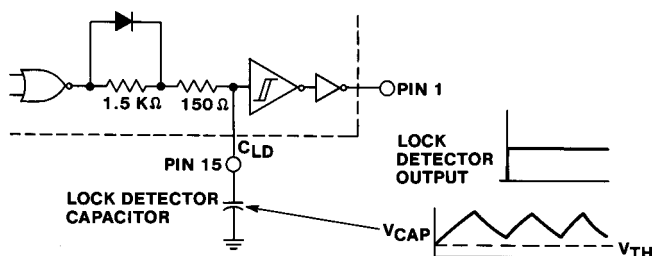 1.5 KΩ
150 Ω
PIN 1
CLD
PIN 15
LOCK DETECTOR
CAPACITOR
LOCK
DETECTOR
OUTPUT
VCAP
VTH